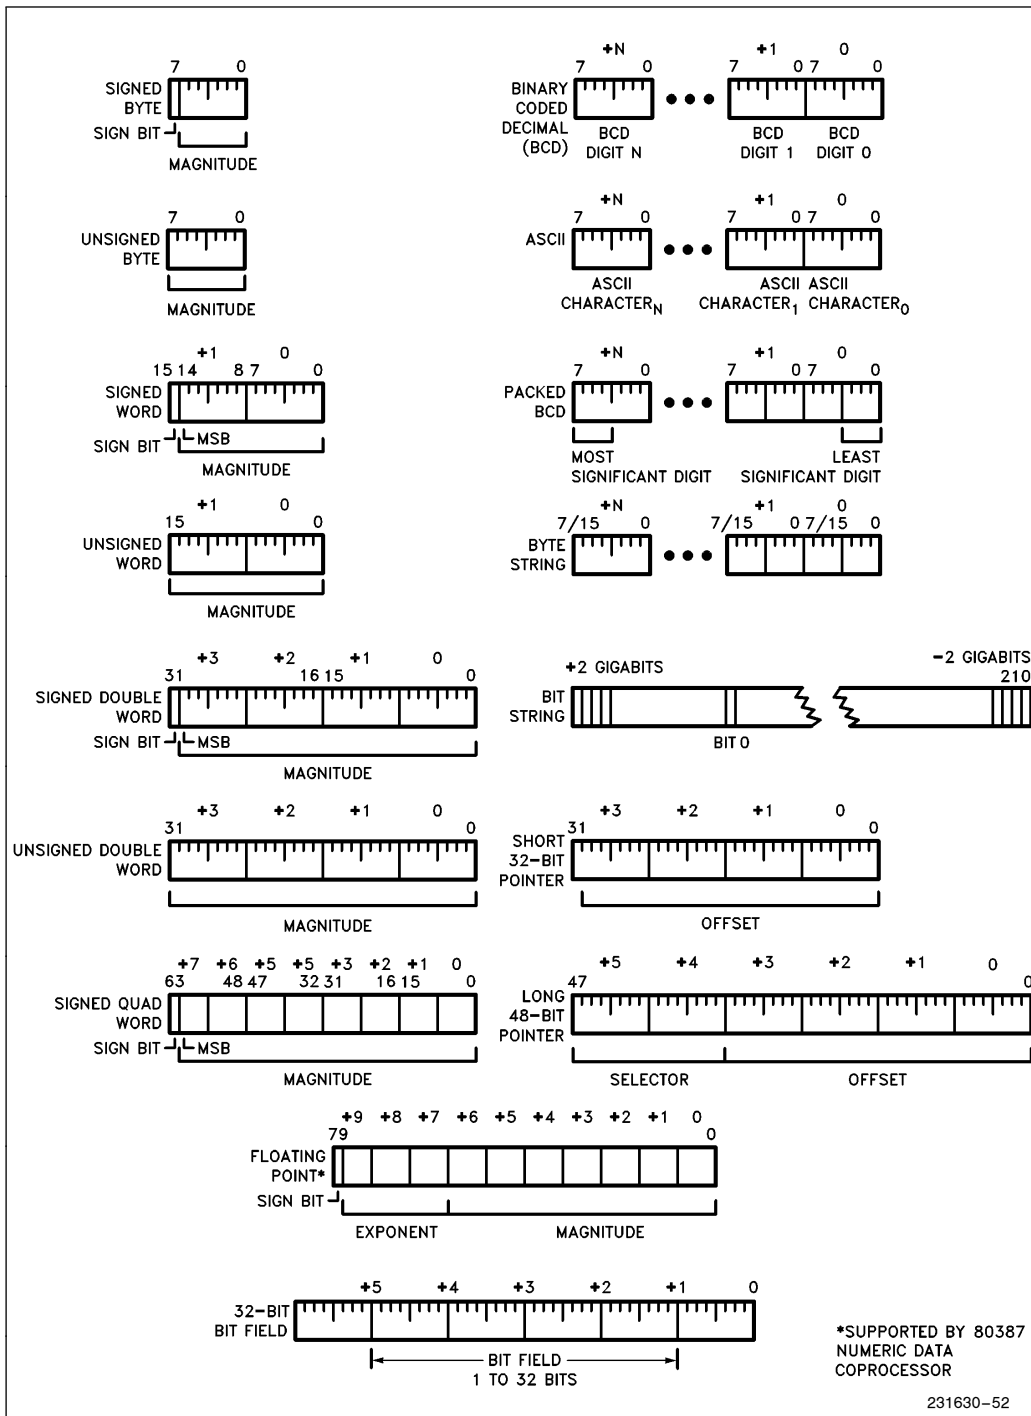 7 0
SIGNED
BYTE
SIGN BIT
MAGNITUDE
+N +1 0
7 0 7 0 7 0
BINARY
CODED
DECIMAL
(BCD)
BCD BCD BCD
DIGIT N DIGIT 1 DIGIT 0
7 0
UNSIGNED
BYTE
MAGNITUDE
+N +1 0
7 0 7 0 7 0
ASCII
ASCII ASCII ASCII
CHARACTER_N CHARACTER_1 CHARACTER_0
+1 0
15 14 8 7 0
SIGNED
WORD
SIGN BIT MSB
MAGNITUDE
+N +1 0
7 0 7 0 7 0
PACKED
BCD
MOST LEAST
SIGNIFICANT DIGIT SIGNIFICANT DIGIT
+1 0
15 0
UNSIGNED
WORD
MAGNITUDE
+N +1 0
7/15 0 7/15 0 7/15 0
BYTE
STRING
+3 +2 +1 0
31 16 15 0
SIGNED DOUBLE
WORD
SIGN BIT MSB
MAGNITUDE
+2 GIGABITS -2 GIGABITS
210
BIT
STRING
BIT 0
+3 +2 +1 0
31 0
UNSIGNED DOUBLE
WORD
MAGNITUDE
+3 +2 +1 0
31 0
SHORT
32-BIT
POINTER
OFFSET
+7 +6 +5 +5 +3 +2 +1 0
63 48 47 32 31 16 15 0
SIGNED QUAD
WORD
SIGN BIT MSB
MAGNITUDE
+5 +4 +3 +2 +1 0
47 0
LONG
48-BIT
POINTER
SELECTOR OFFSET
+9 +8 +7 +6 +5 +4 +3 +2 +1 0
79 0
FLOATING
POINT*
SIGN BIT
EXPONENT MAGNITUDE
+5 +4 +3 +2 +1 0
32-BIT
BIT FIELD
BIT FIELD
1 TO 32 BITS
*SUPPORTED BY 80387
NUMERIC DATA
COPROCESSOR
231630-52